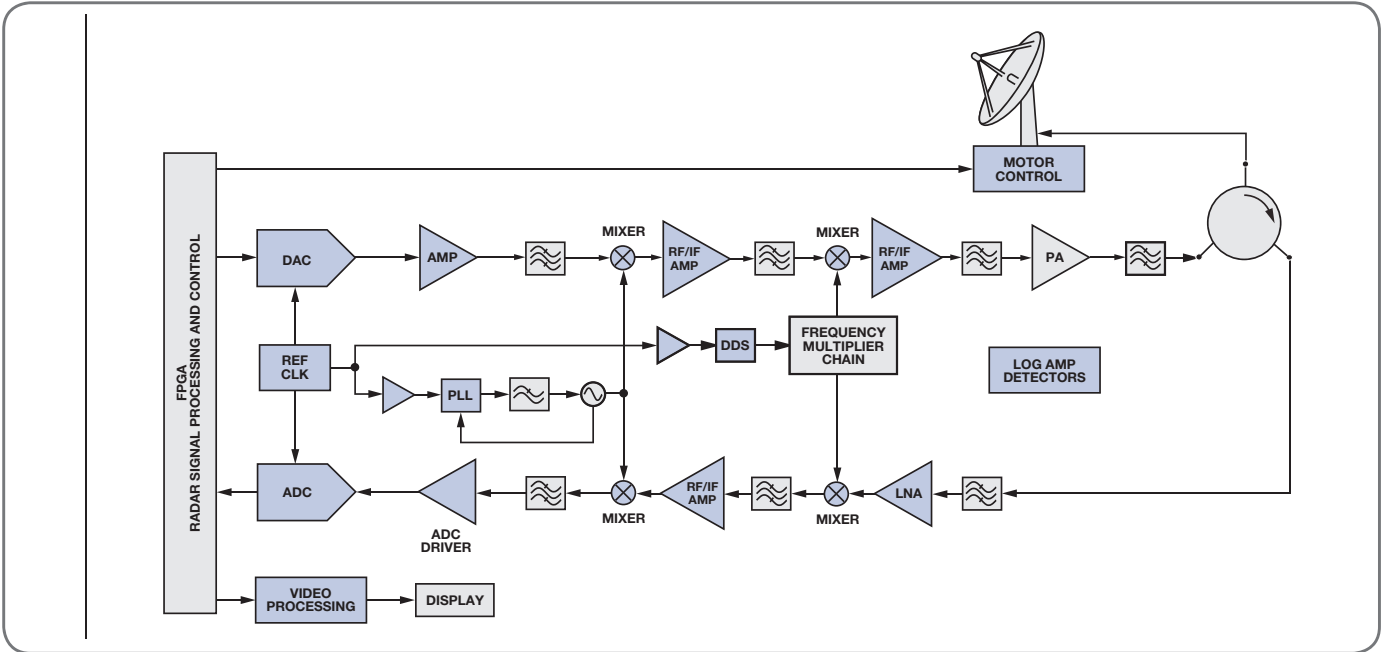 MOTOR
CONTROL
FPGA
RADAR SIGNAL PROCESSING AND CONTROL
DAC
AMP
MIXER
RF/IF
AMP
MIXER
RF/IF
AMP
PA
REF
CLK
PLL
DDS
FREQUENCY
MULTIPLIER
CHAIN
LOG AMP
DETECTORS
ADC
ADC
DRIVER
MIXER
RF/IF
AMP
MIXER
LNA
VIDEO
PROCESSING
DISPLAY